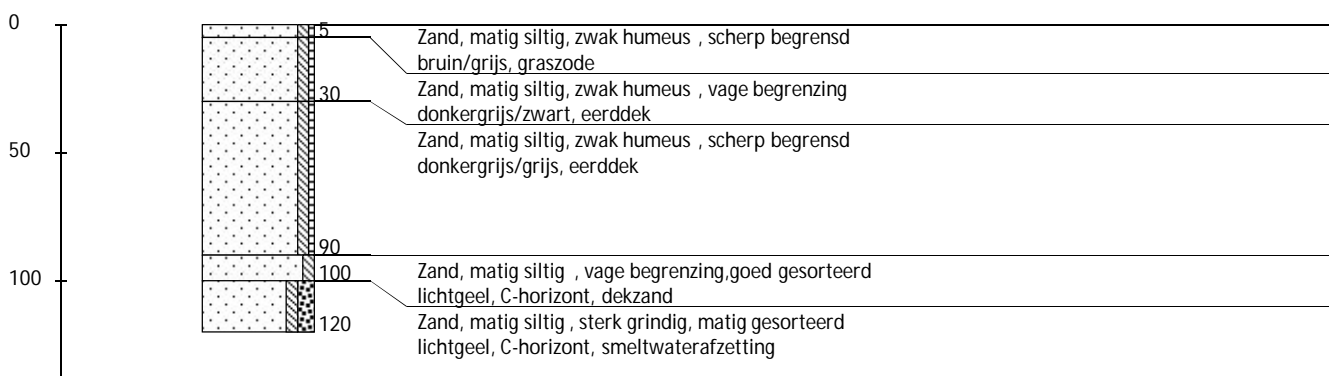 0
5
Zand, matig siltig, zwak humeus , scherp begrensd
bruin/grijs, graszode
Zand, matig siltig, zwak humeus , vage begrenzing
30
donkergrijs/zwart, eerddek
Zand, matig siltig, zwak humeus , scherp begrensd
50
donkergrijs/grijs, eerddek
90
Zand, matig siltig , vage begrenzing,goed gesorteerd
100
100
lichtgeel, C-horizont, dekzand
Zand, matig siltig , sterk grindig, matig gesorteerd
120
lichtgeel, C-horizont, smeltwaterafzetting